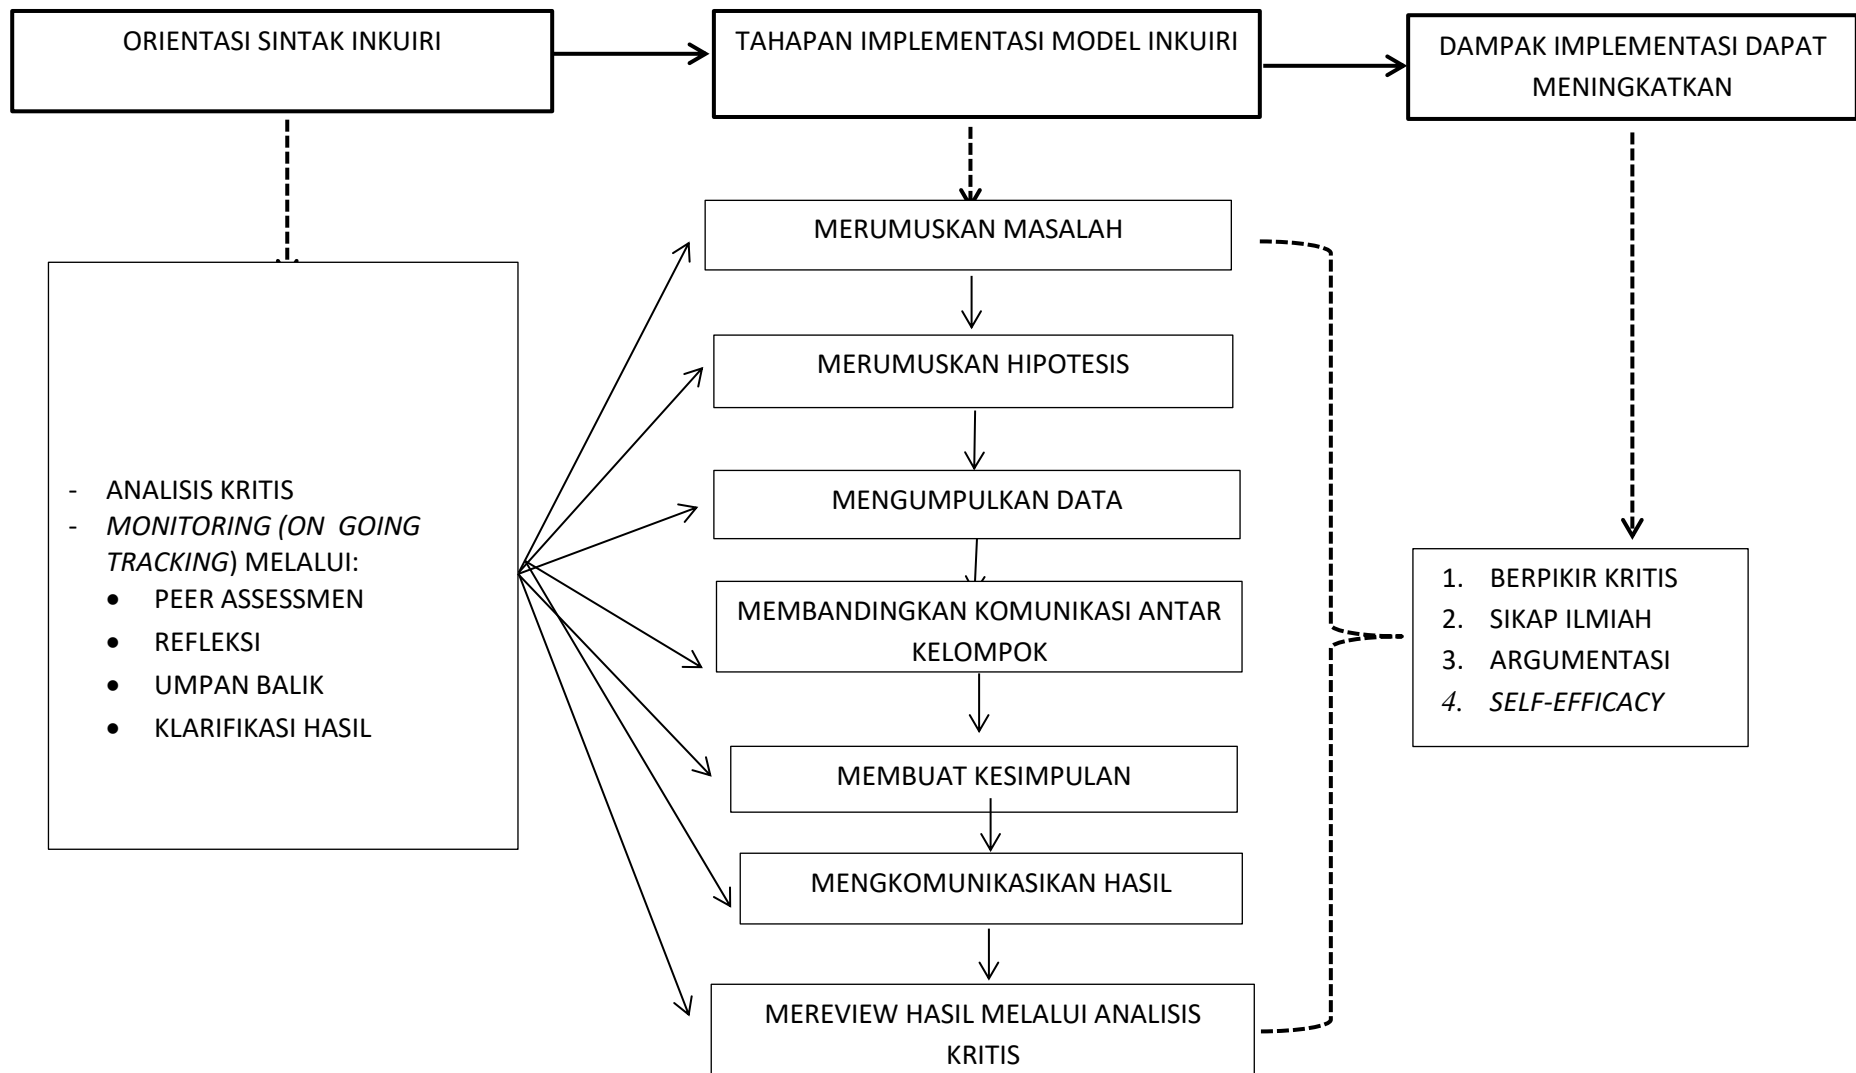 ORIENTASI SINTAK INKUIRI
TAHAPAN IMPLEMENTASI MODEL INKUIRI
DAMPAK IMPLEMENTASI DAPAT
MENINGKATKAN
- ANALISIS KRITIS
- MONITORING (ON GOING
TRACKING) MELALUI:
• PEER ASSESSMEN
• REFLEKSI
• UMPAN BALIK
• KLARIFIKASI HASIL
MERUMUSKAN MASALAH
MERUMUSKAN HIPOTESIS
MENGUMPULKAN DATA
MEMBANDINGKAN KOMUNIKASI ANTAR
KELOMPOK
MEMBUAT KESIMPULAN
MENGKOMUNIKASIKAN HASIL
MEREVIEW HASIL MELALUI ANALISIS
KRITIS
1. BERPIKIR KRITIS
2. SIKAP ILMIAH
3. ARGUMENTASI
4. SELF-EFFICACY